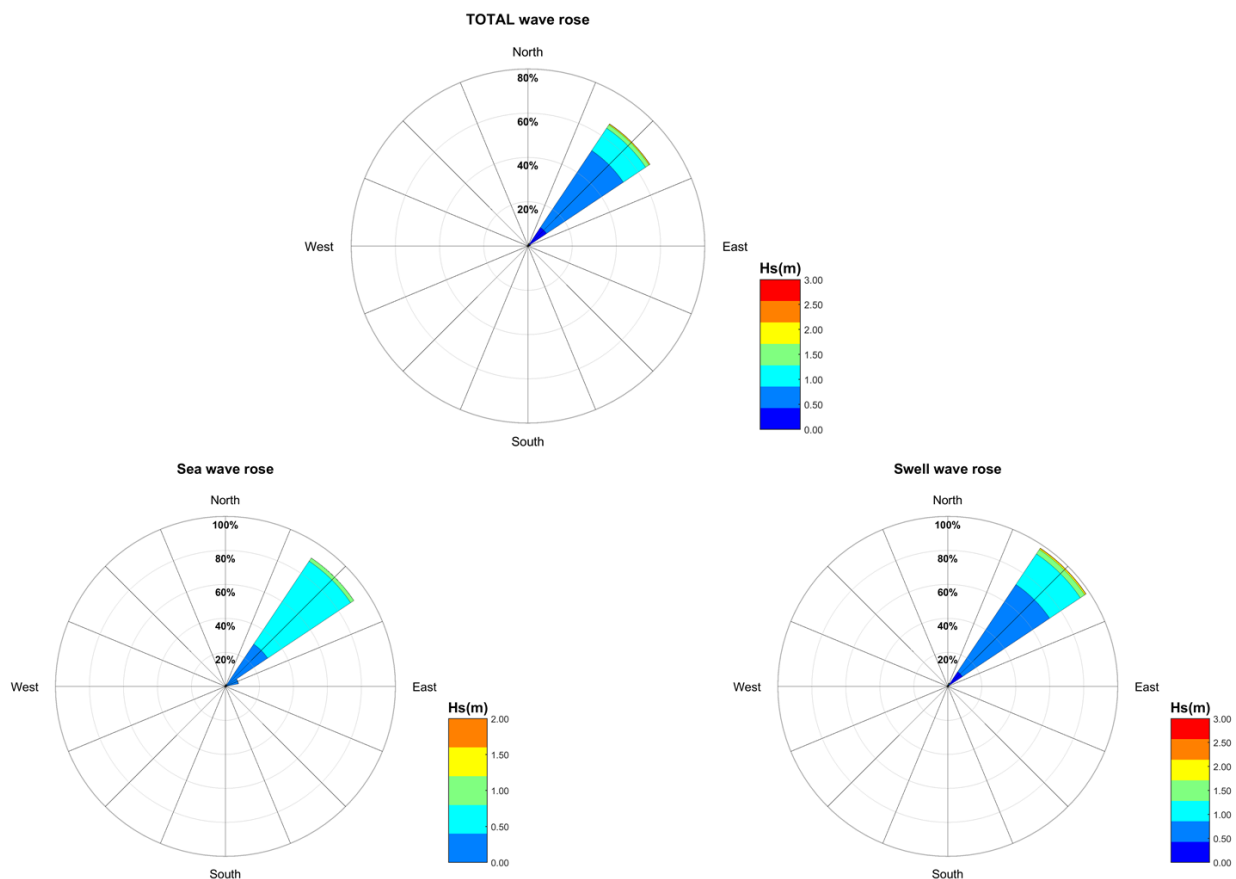 TOTAL wave rose
North
80%
60%
40%
20%
West
East
South
Hs(m)
3.00
2.50
2.00
1.50
1.00
0.50
0.00
Sea wave rose
North
100%
80%
60%
40%
20%
West
East
South
Hs(m)
2.00
1.50
1.00
0.50
0.00
Swell wave rose
North
100%
80%
60%
40%
20%
West
East
South
Hs(m)
3.00
2.50
2.00
1.50
1.00
0.50
0.00